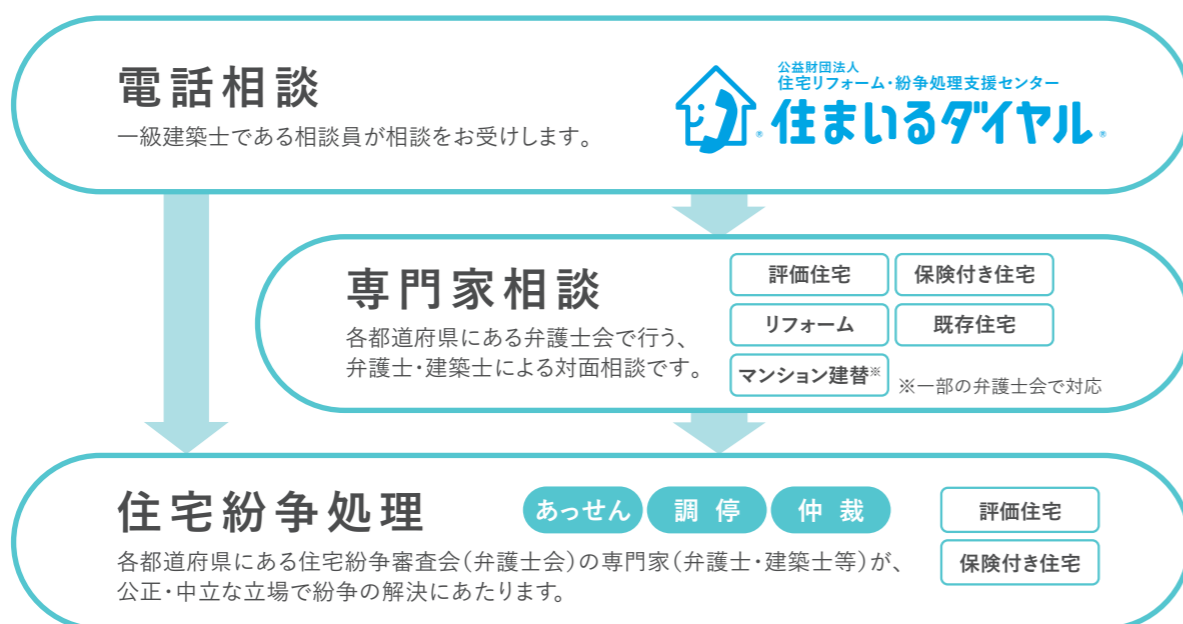 電話相談
一級建築士である相談員が相談をお受けします。
公益財団法人
住宅リフォーム・紛争処理支援センター
住まいるダイヤル
専門家相談
各都道府県にある弁護士会で行う、
弁護士・建築士による対面相談です。
評価住宅 保険付き住宅
リフォーム 既存住宅
マンション建替※ ※一部の弁護士会で対応
住宅紛争処理
あっせん 調停 仲裁
各都道府県にある住宅紛争審査会(弁護士会)の専門家(弁護士・建築士等)が、
公正・中立な立場で紛争の解決にあたります。
評価住宅
保険付き住宅